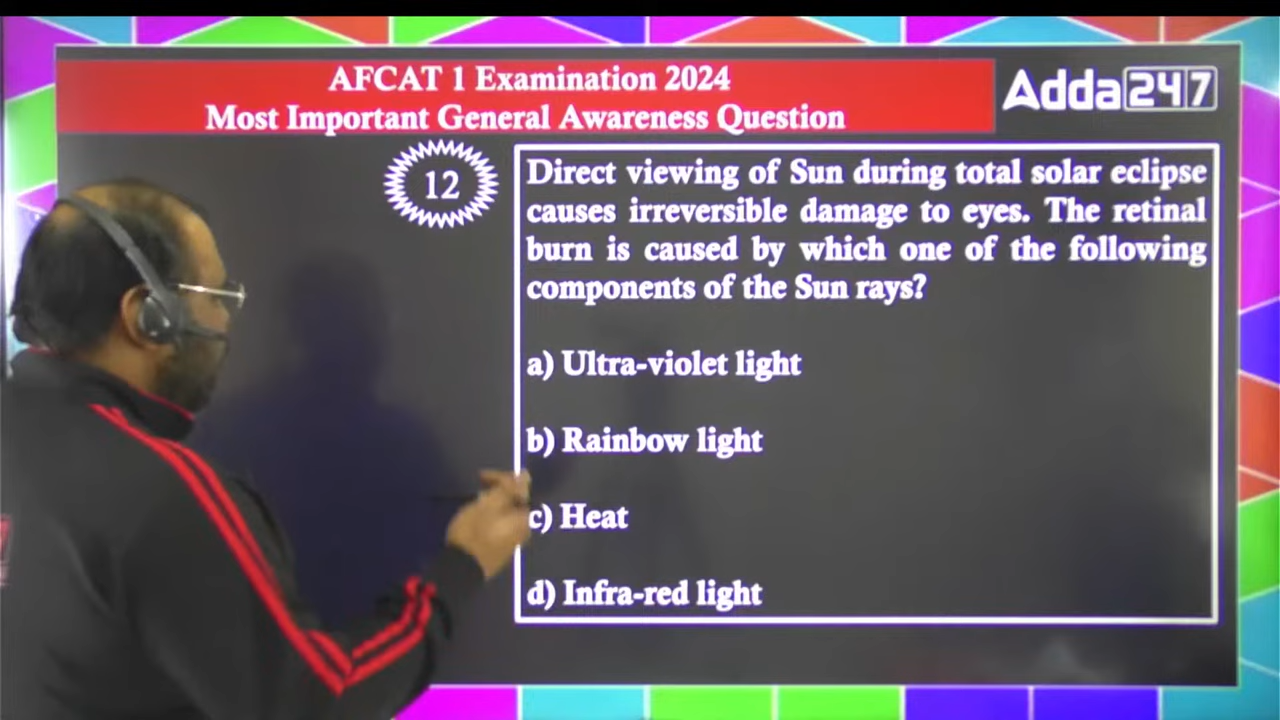 AFCAT 1 Examination 2024
Most Important General Awareness Question
Adda247
12
Direct viewing of Sun during total solar eclipse
causes irreversible damage to eyes. The retinal
burn is caused by which one of the following
components of the Sun rays?
a) Ultra-violet light
b) Rainbow light
c) Heat
d) Infra-red light